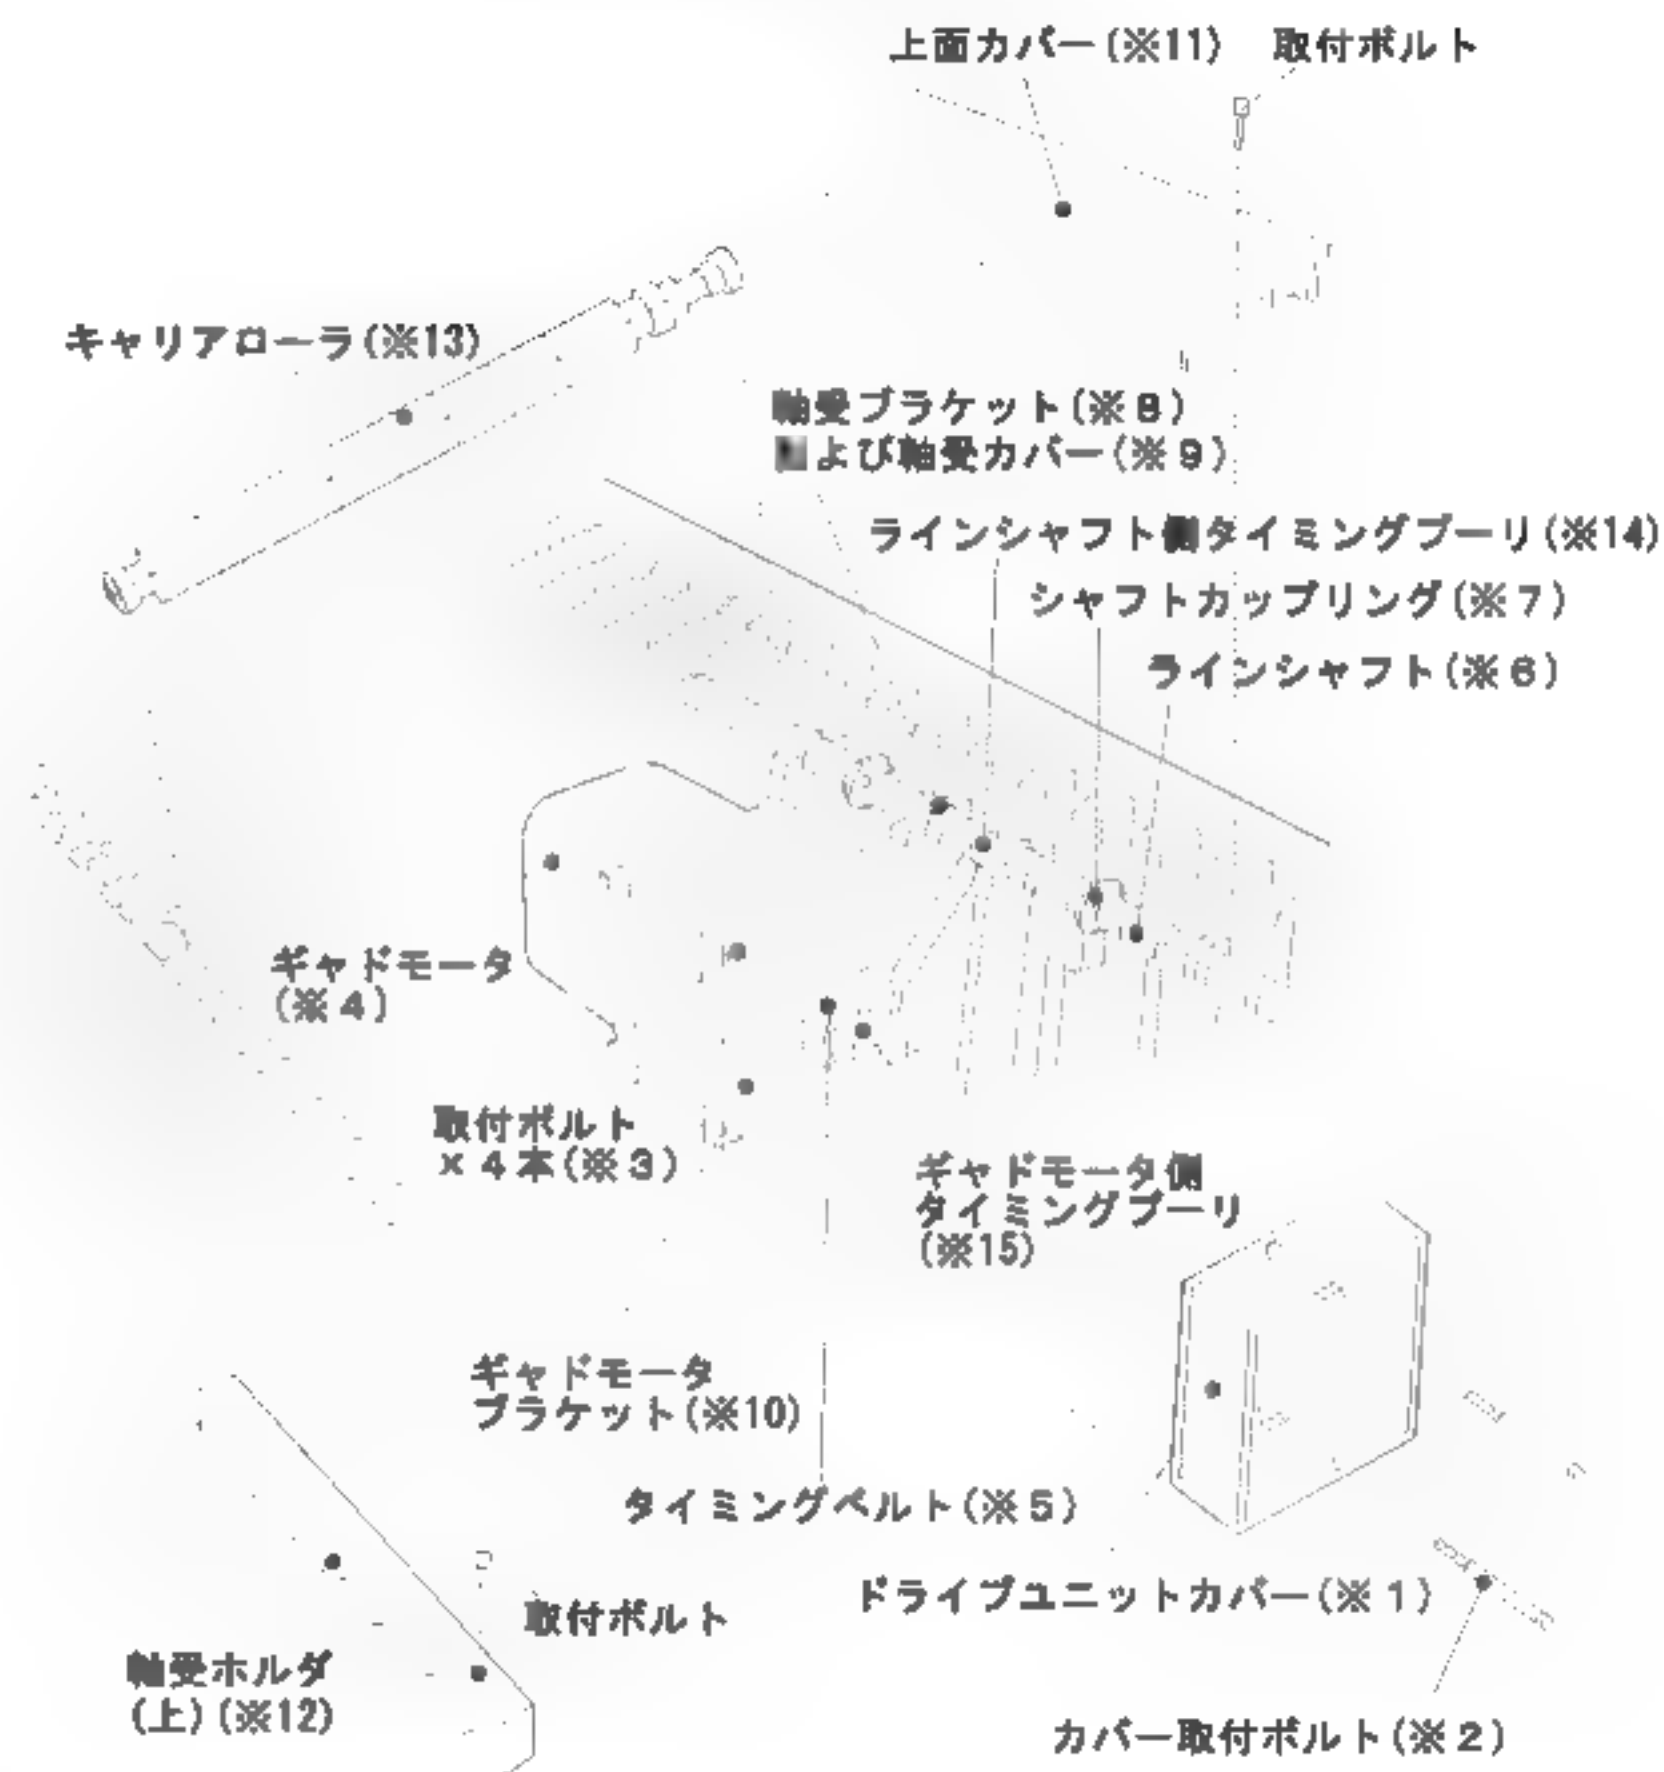 上面カバー(※11)
取付ボルト
キャリアローラ(※13)
軸受ブラケット(※8)
および軸受カバー(※9)
ラインシャフト側タイミングプーリ(※14)
シャフトカップリング(※7)
ラインシャフト(※6)
ギャドモータ
(※4)
取付ボルト
×4本(※3)
ギャドモータ側
タイミングプーリ
(※15)
ギャドモータ
ブラケット(※10)
タイミングベルト(※5)
ドライブユニットカバー(※1)
取付ボルト
軸受ホルダ
(上)(※12)
カバー取付ボルト(※2)